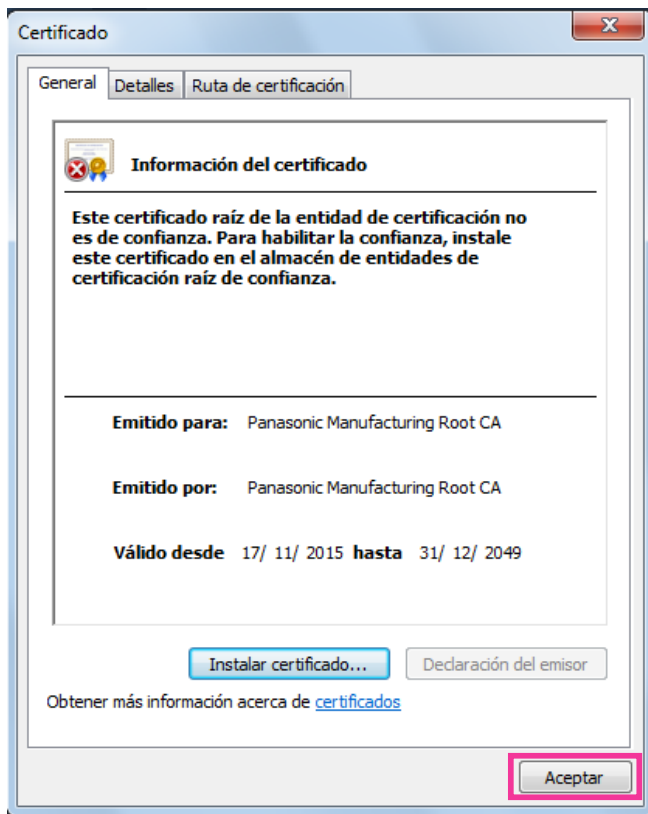 Certificado
General Detalles Ruta de certificación
Información del certificado
Este certificado raíz de la entidad de certificación no
es de confianza. Para habilitar la confianza, instale
este certificado en el almacén de entidades de
certificación raíz de confianza.
Emitido para: Panasonic Manufacturing Root CA
Emitido por: Panasonic Manufacturing Root CA
Válido desde 17/ 11/ 2015 hasta 31/ 12/ 2049
Instalar certificado... Declaración del emisor
Obtener más información acerca de certificados
Aceptar